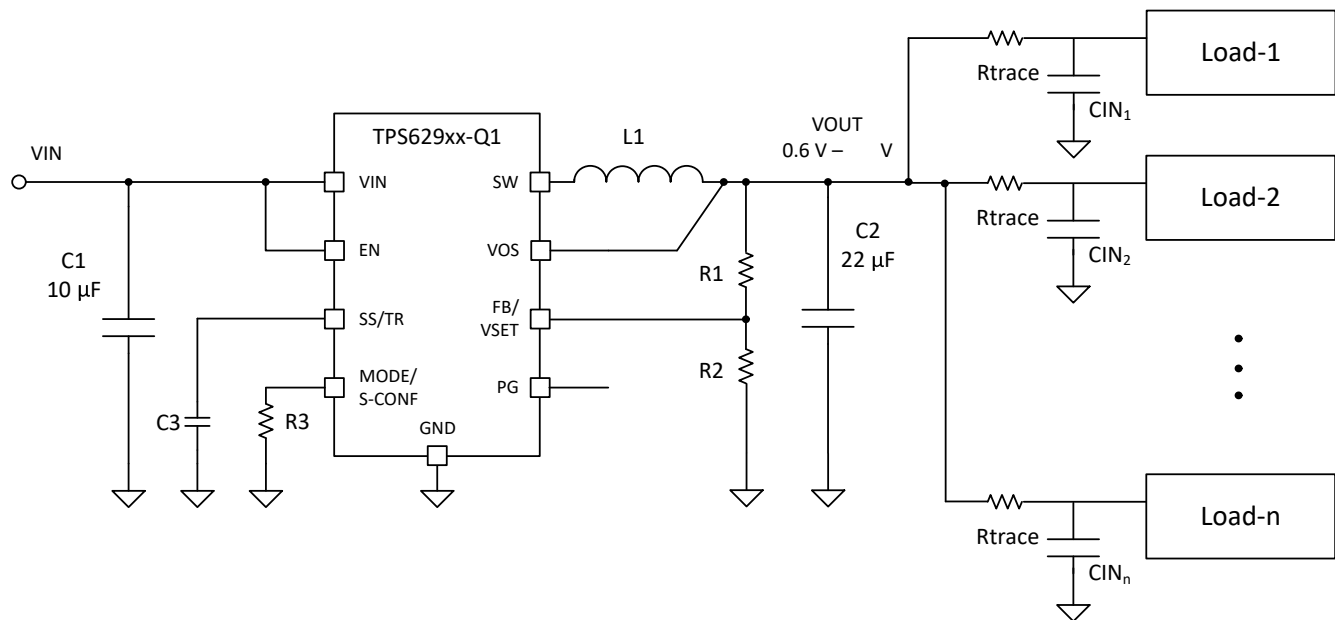 Load-1
Rtrace
CIN₁
TPS629xx-Q1
L1
VOUT
0.6 V – V
VIN
VIN
SW
Load-2
Rtrace
CIN₂
C1
10 µF
EN
VOS
C2
22 µF
R1
SS/TR
FB/
VSET
R2
MODE/
S-CONF
PG
C3
R3
GND
Load-n
Rtrace
CINₙ